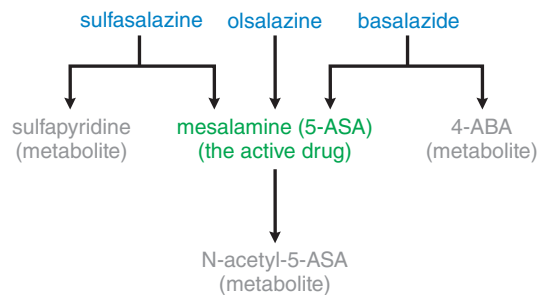 sulfasalazine olsalazine basalazide
sulfapyridine mesalamine (5-ASA) 4-ABA
(metabolite) (the active drug) (metabolite)
N-acetyl-5-ASA
(metabolite)